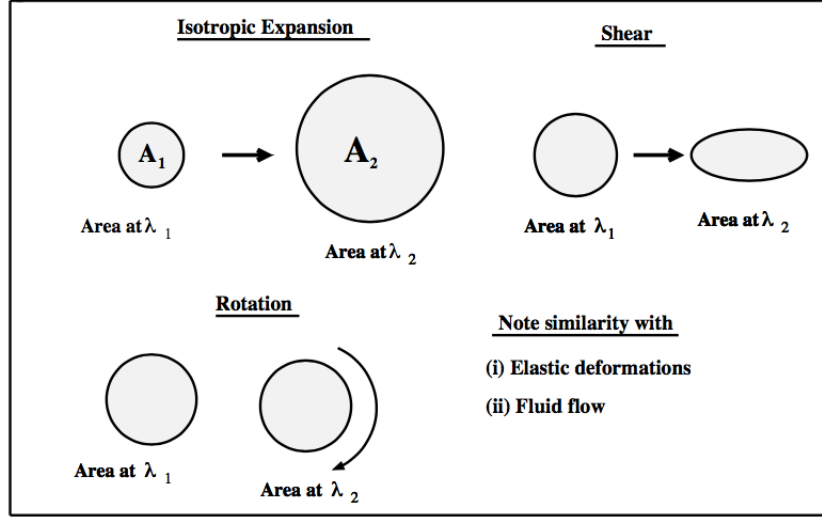 Isotropic Expansion
Shear
A₁
A₂
Area at λ₁
Area at λ₂
Area at λ₁
Area at λ₂
Rotation
Area at λ₁
Area at λ₂
Note similarity with
(i) Elastic deformations
(ii) Fluid flow